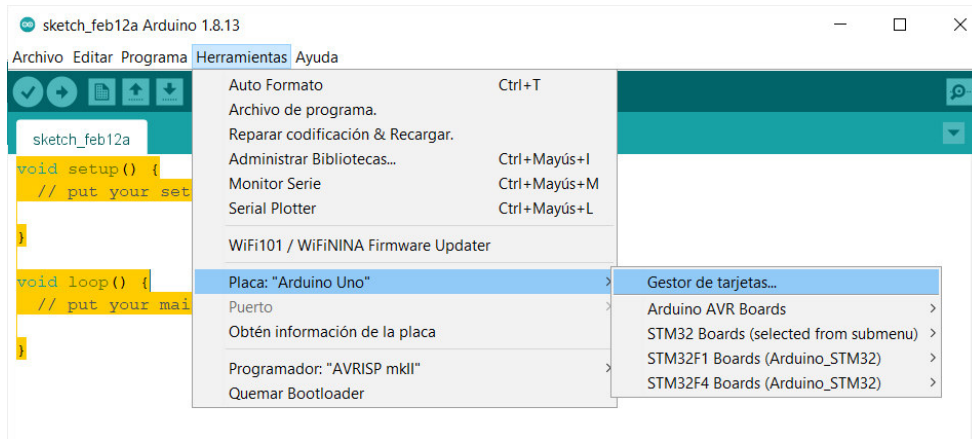 sketch_feb12a Arduino 1.8.13
Archivo Editar Programa Herramientas Ayuda
sketch_feb12a
void setup() {
// put your set
}
void loop() {
// put your mai
}
Auto Formato Ctrl+T
Archivo de programa.
Reparar codificación & Recargar.
Administrar Bibliotecas... Ctrl+Mayús+I
Monitor Serie Ctrl+Mayús+M
Serial Plotter Ctrl+Mayús+L
WiFi101 / WiFiNINA Firmware Updater
Placa: "Arduino Uno"
Puerto
Obtén información de la placa
Programador: "AVRISP mkII"
Quemar Bootloader
Gestor de tarjetas...
Arduino AVR Boards
STM32 Boards (selected from submenu)
STM32F1 Boards (Arduino_STM32)
STM32F4 Boards (Arduino_STM32)